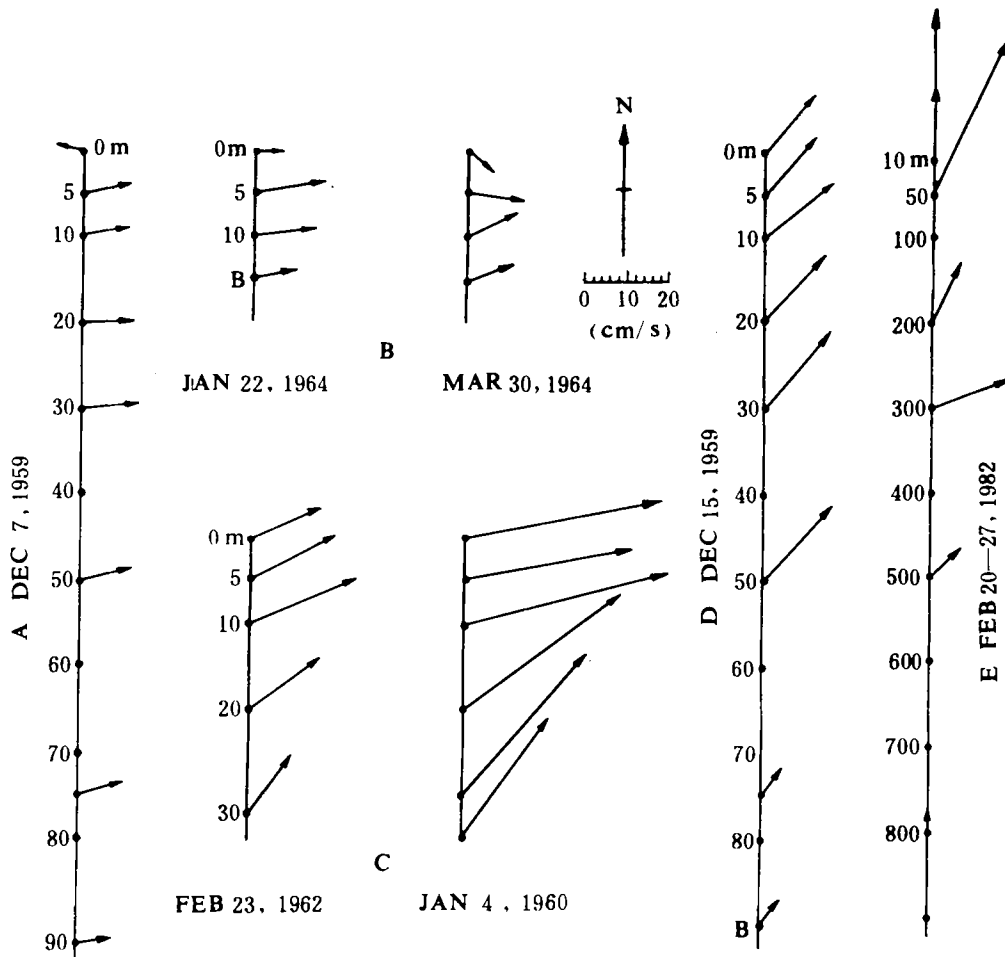 A DEC 7, 1959
0 m
5
10
20
30
40
50
60
70
80
90
0m
5
10
B
B
JAN 22, 1964
MAR 30, 1964
N
0 10 20
(cm/s)
0 m
5
10
20
30
C
FEB 23, 1962
JAN 4, 1960
D DEC 15, 1959
0m
5
10
20
30
40
50
60
70
80
B
E FEB 20—27, 1982
10 m
50
100
200
300
400
500
600
700
800